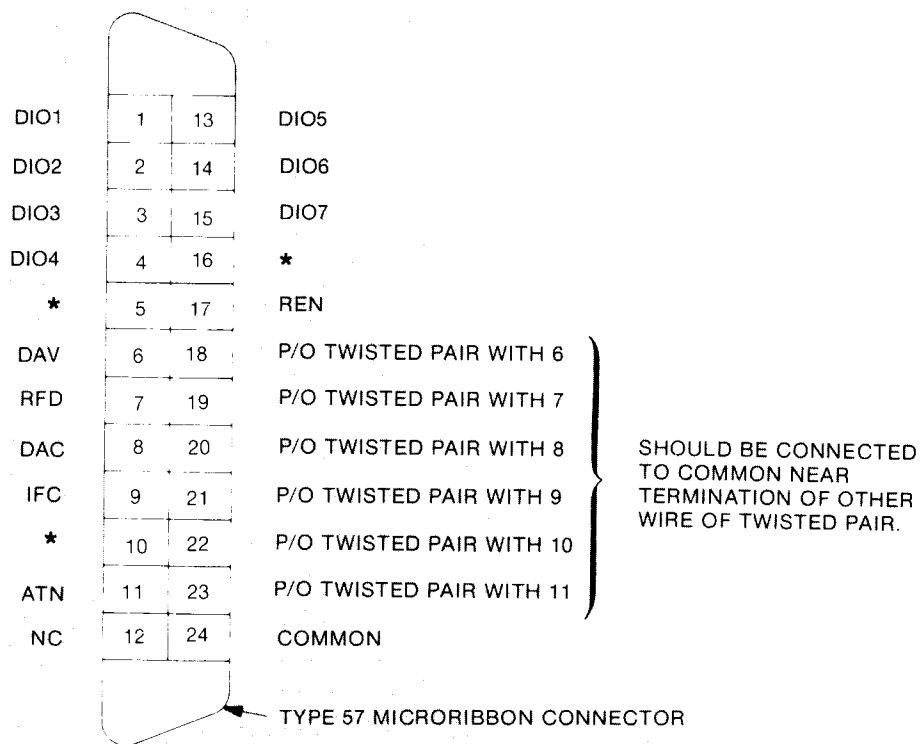 DIO1 1 13 DIO5
DIO2 2 14 DIO6
DIO3 3 15 DIO7
DIO4 4 16 *
* 5 17 REN
DAV 6 18 P/O TWISTED PAIR WITH 6
RFD 7 19 P/O TWISTED PAIR WITH 7
DAC 8 20 P/O TWISTED PAIR WITH 8
IFC 9 21 P/O TWISTED PAIR WITH 9
* 10 22 P/O TWISTED PAIR WITH 10
ATN 11 23 P/O TWISTED PAIR WITH 11
NC 12 24 COMMON
SHOULD BE CONNECTED
TO COMMON NEAR
TERMINATION OF OTHER
WIRE OF TWISTED PAIR.
TYPE 57 MICRORIBBON CONNECTOR